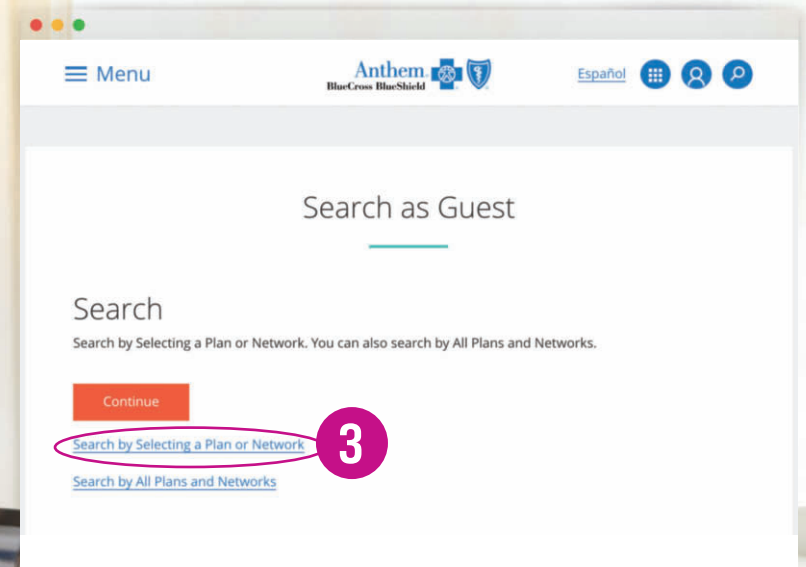 Menu
Anthem
BlueCross BlueShield
Español
Search as Guest
Search
Search by Selecting a Plan or Network. You can also search by All Plans and Networks.
Continue
Search by Selecting a Plan or Network
3
Search by All Plans and Networks